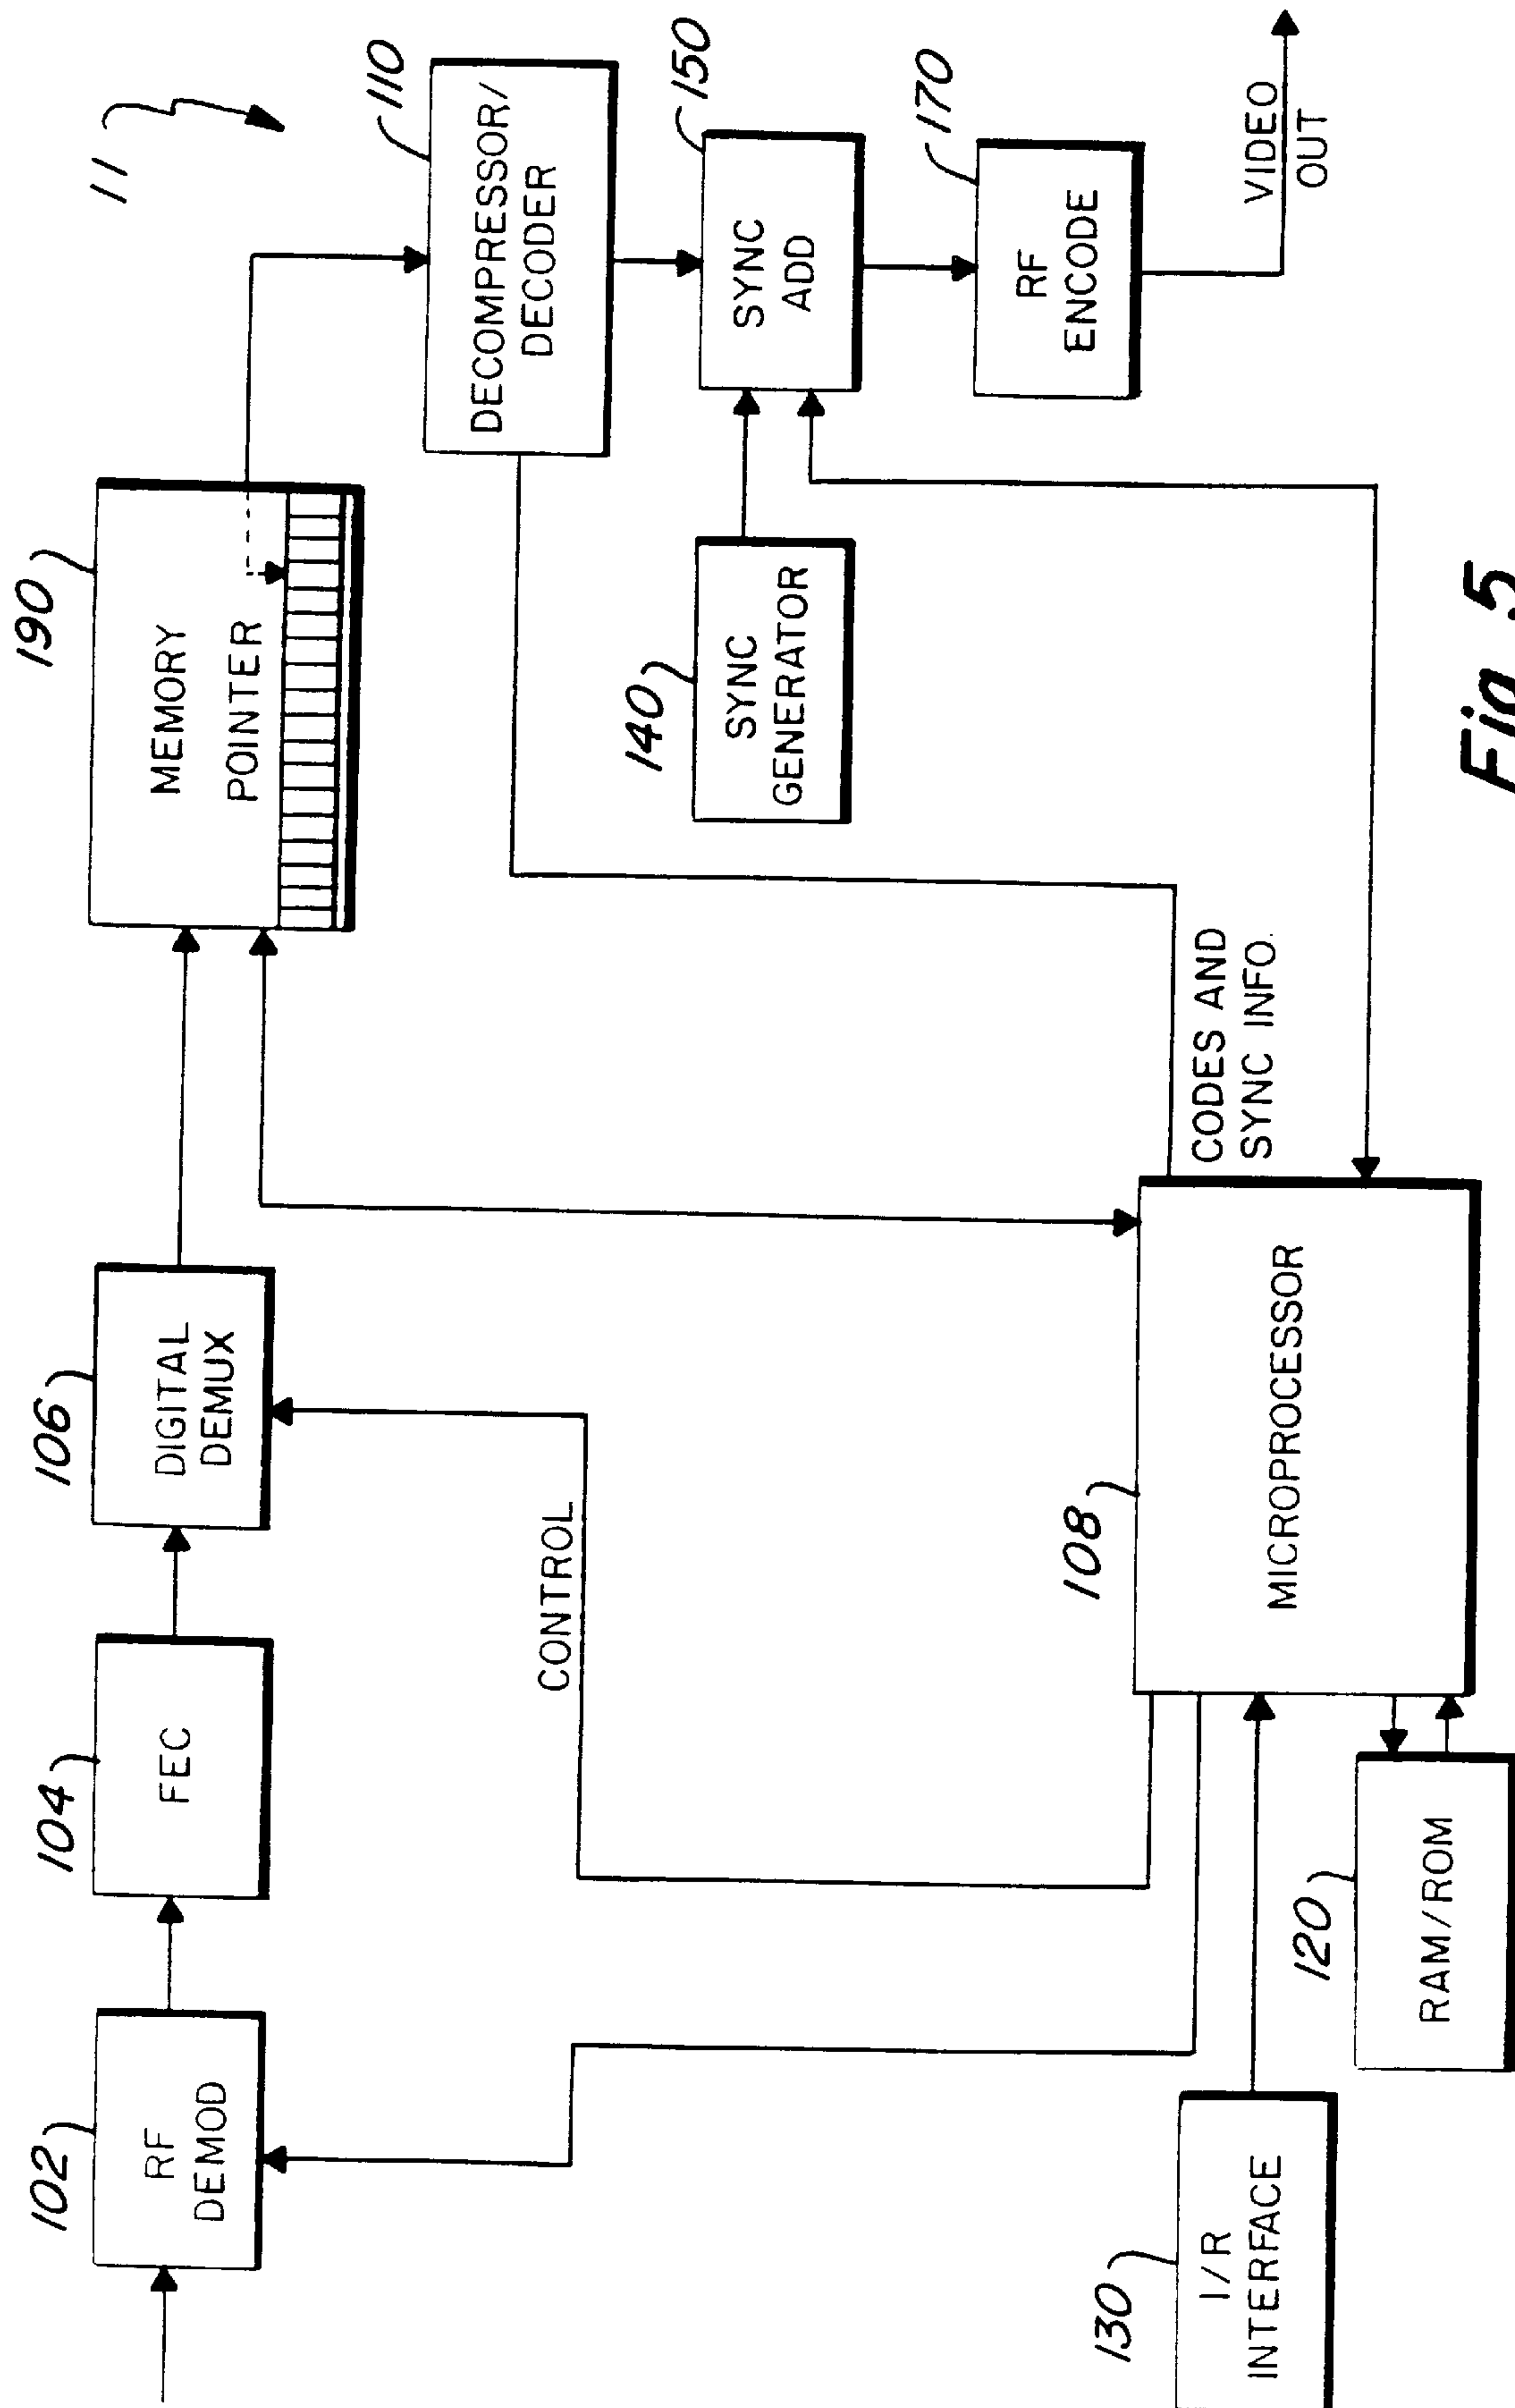 11
190
MEMORY
POINTER
110
DECOMPRESSOR/
DECODER
150
SYNC
ADD
170
RF
ENCODE
VIDEO
OUT
140
SYNC
GENERATOR
106
DIGITAL
DEMUX
104
FEC
102
RF
DEMOD
CONTROL
CODES AND
SYNC INFO.
108
MICROPROCESSOR
130
I/R
INTERFACE
120
RAM/ROM
Fig. 5